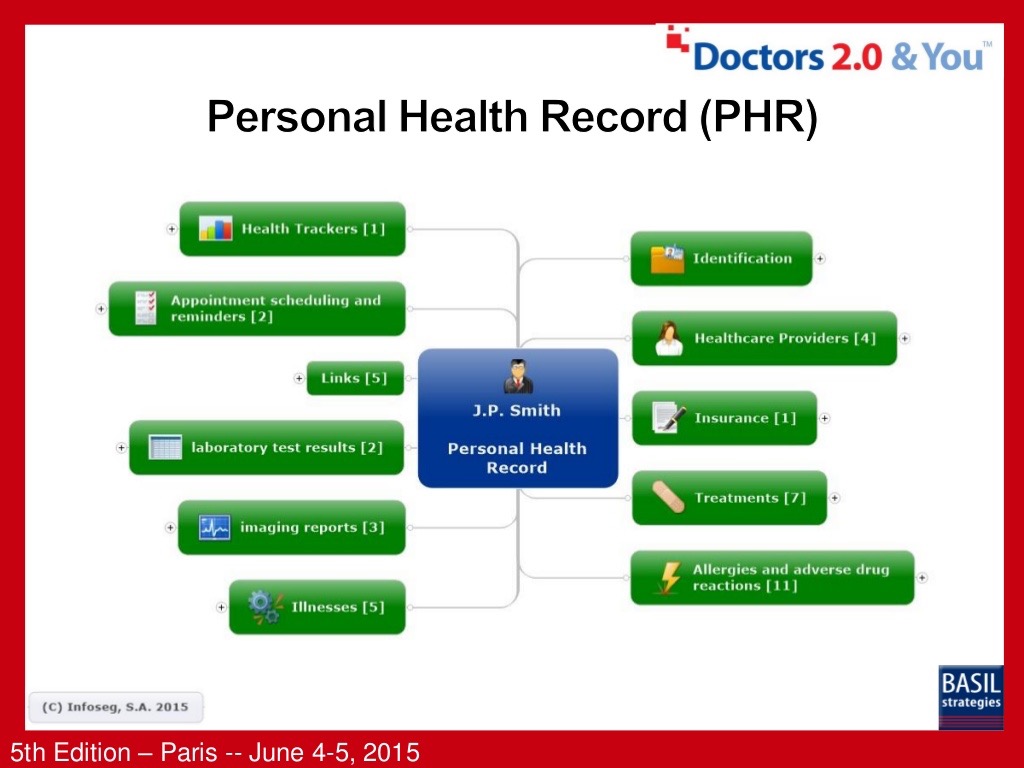 Doctors 2.0 & You™
Personal Health Record (PHR)
Health Trackers [1]
Appointment scheduling and
reminders [2]
Links [5]
laboratory test results [2]
imaging reports [3]
Illnesses [5]
J.P. Smith
Personal Health
Record
Identification
Healthcare Providers [4]
Insurance [1]
Treatments [7]
Allergies and adverse drug
reactions [11]
(C) Infoseg, S.A. 2015
BASIL
strategies
5th Edition – Paris -- June 4-5, 2015